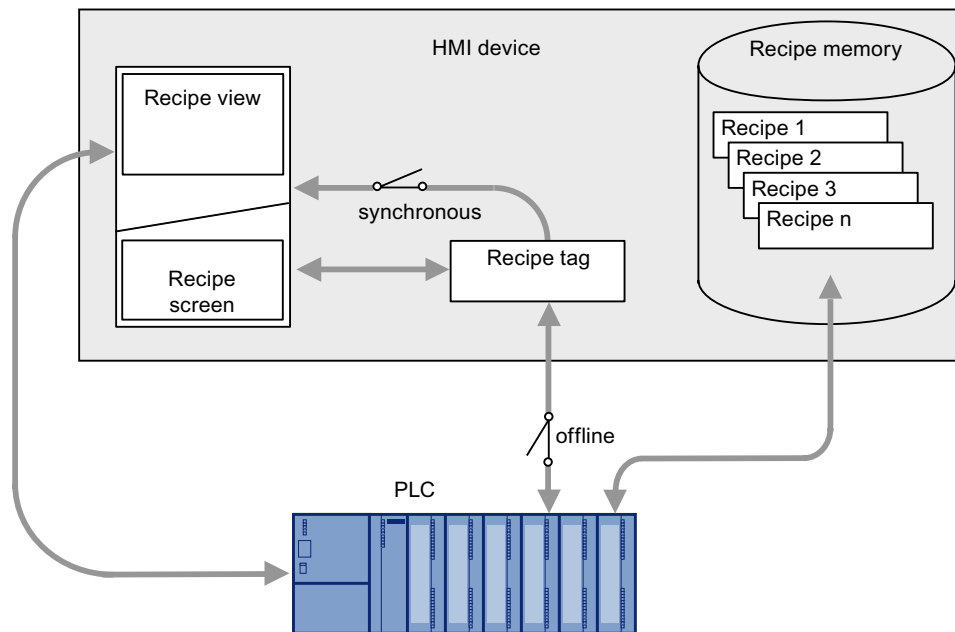 HMI device
Recipe memory
Recipe view
Recipe 1
Recipe 2
Recipe 3
Recipe n
synchronous
Recipe tag
Recipe
screen
offline
PLC